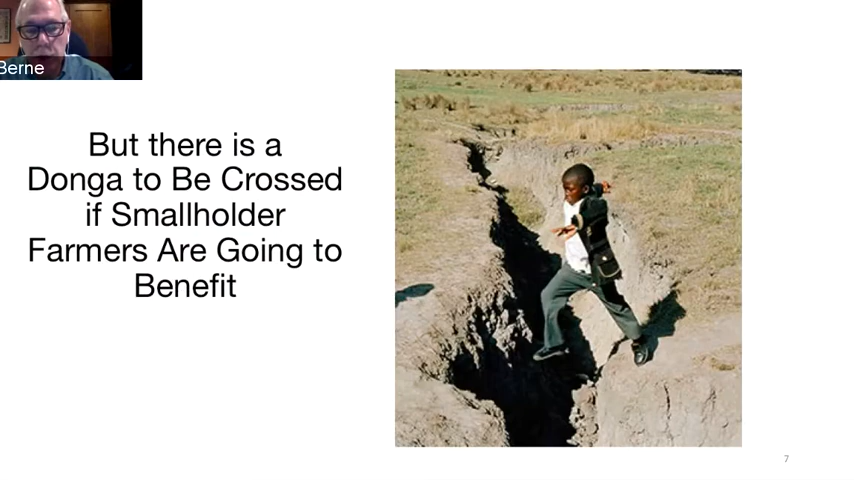 Berne
But there is a
Donga to Be Crossed
if Smallholder
Farmers Are Going to
Benefit
7